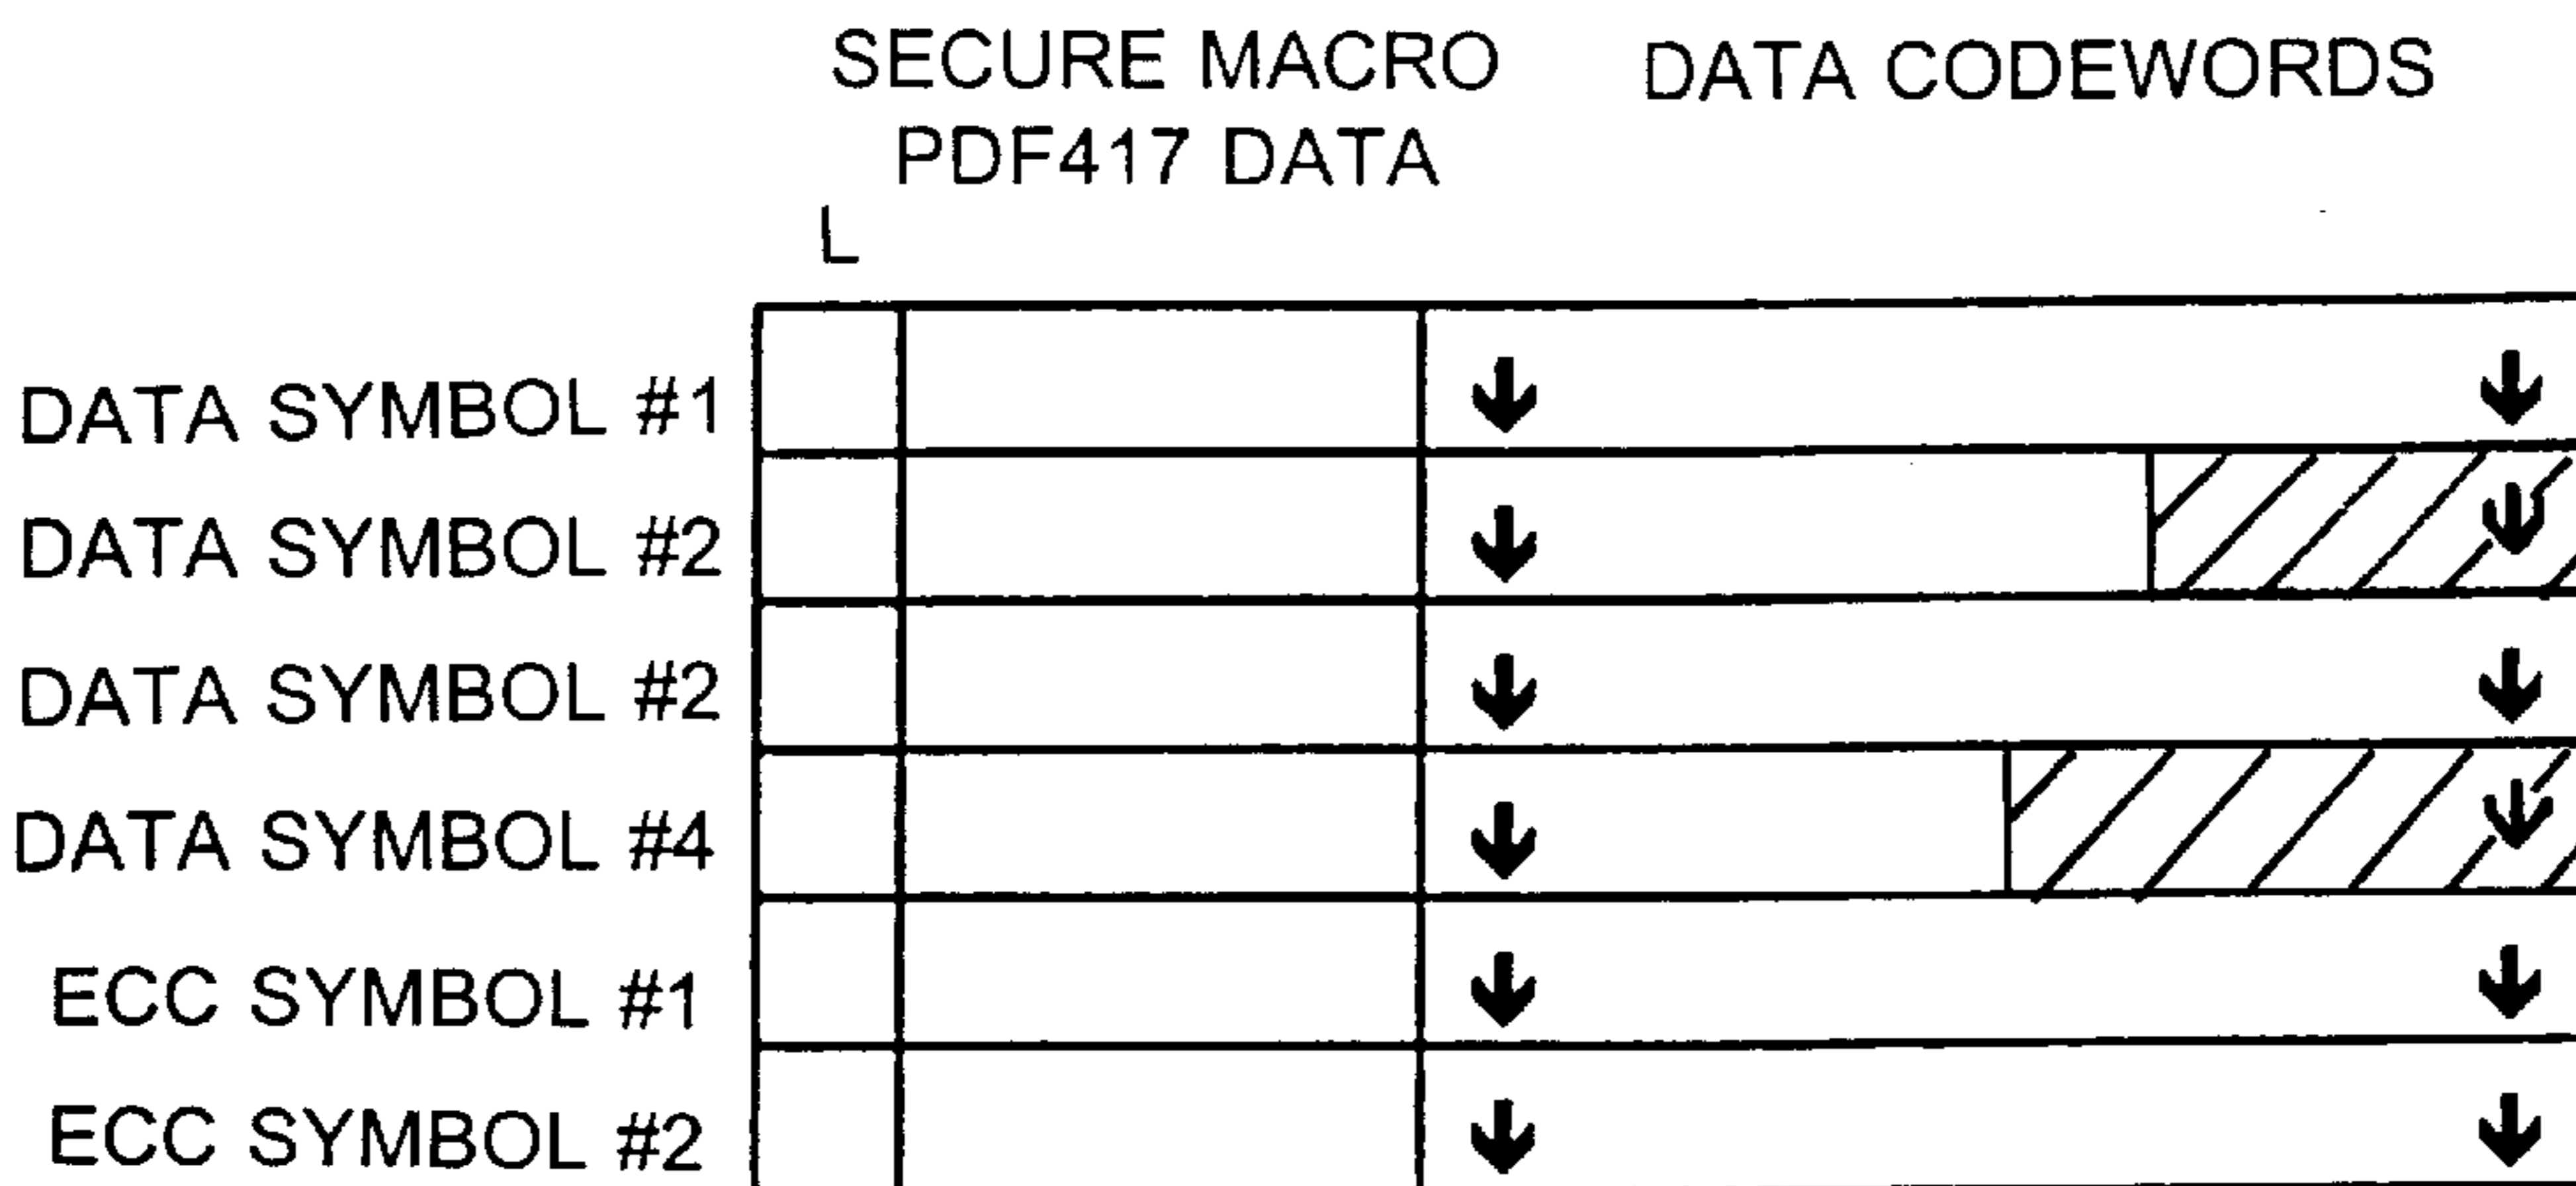 SECURE MACRO
PDF417 DATA
DATA CODEWORDS
L
DATA SYMBOL #1
DATA SYMBOL #2
DATA SYMBOL #2
DATA SYMBOL #4
ECC SYMBOL #1
ECC SYMBOL #2